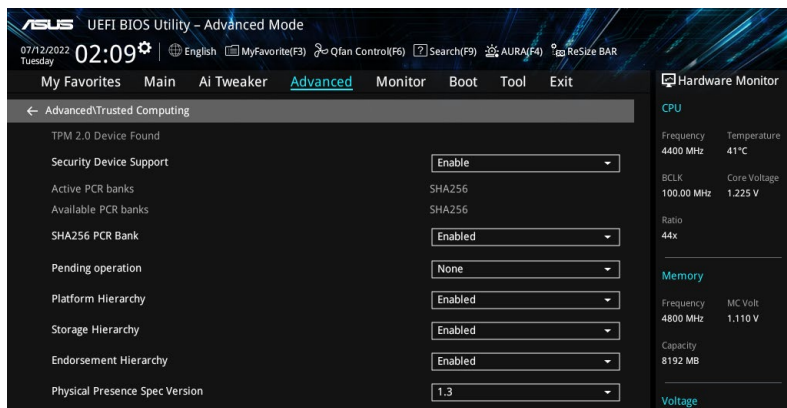 ASUS UEFI BIOS Utility – Advanced Mode
07/12/2022 Tuesday 02:09 English MyFavorite(F3) Qfan Control(F6) ? Search(F9) AURA(F4) ReSize BAR
My Favorites Main Ai Tweaker Advanced Monitor Boot Tool Exit
← Advanced\Trusted Computing
TPM 2.0 Device Found
Security Device Support Enable
Active PCR banks SHA256
Available PCR banks SHA256
SHA256 PCR Bank Enabled
Pending operation None
Platform Hierarchy Enabled
Storage Hierarchy Enabled
Endorsement Hierarchy Enabled
Physical Presence Spec Version 1.3
Hardware Monitor
CPU
Frequency Temperature
4400 MHz 41°C
BCLK Core Voltage
100.00 MHz 1.225 V
Ratio
44x
Memory
Frequency MC Volt
4800 MHz 1.110 V
Capacity
8192 MB
Voltage